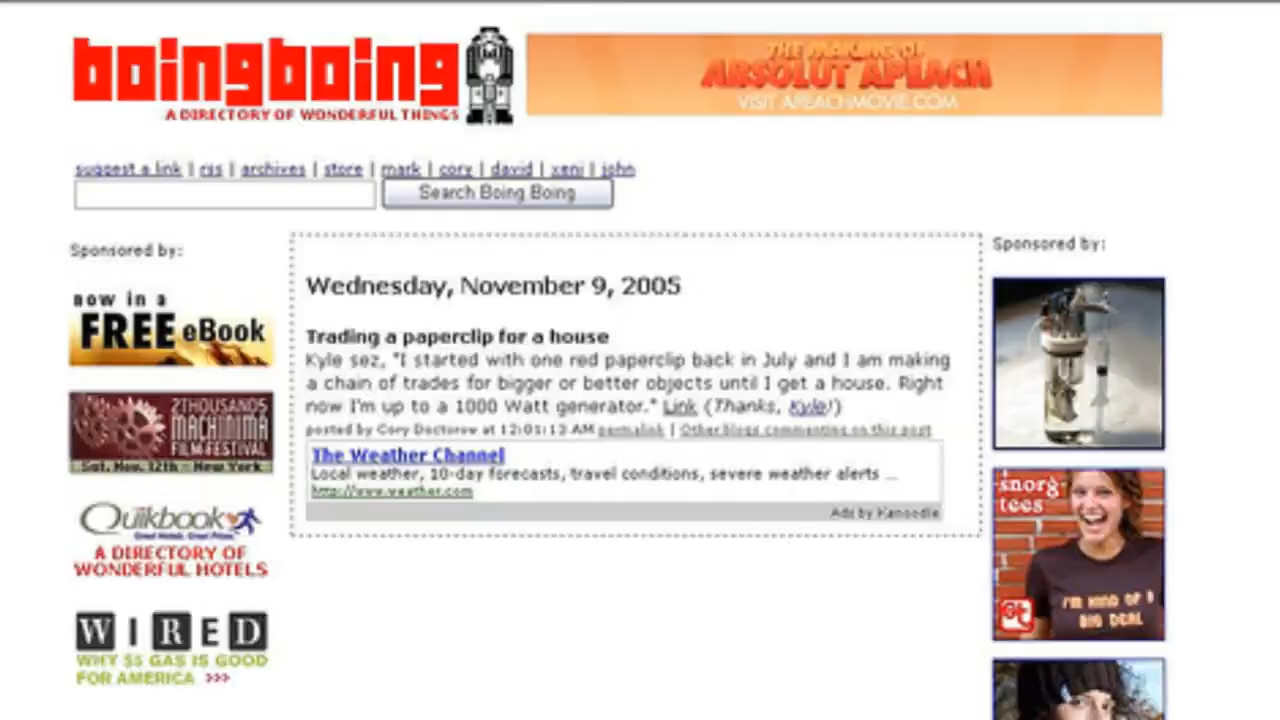 boingboing
A DIRECTORY OF WONDERFUL THINGS
THE MAKING OF
ABSOLUT APEACH
VISIT APEACHMOVIE.COM
suggest a link | rss | archives | store | mark | cory | david | xeni | john
Search Boing Boing
Sponsored by:
now in a
FREE eBook
2THOUSAND5
MACHINIMA
FILM-FESTIVAL
Sat. Nov. 12th - New York
Quikbook
Great Hotels. Great Prices.
A DIRECTORY OF
WONDERFUL HOTELS
WIRED
WHY $5 GAS IS GOOD
FOR AMERICA >>>
Wednesday, November 9, 2005
Trading a paperclip for a house
Kyle sez, "I started with one red paperclip back in July and I am making
a chain of trades for bigger or better objects until I get a house. Right
now I'm up to a 1000 Watt generator." Link (Thanks, Kyle!)
posted by Cory Doctorow at 12:01:13 AM permalink | Other blogs commenting on this post
The Weather Channel
Local weather, 10-day forecasts, travel conditions, severe weather alerts ...
http://www.weather.com
Ads by Kanoodle
Sponsored by:
snorg
tees
I'M KIND OF A
BIG DEAL